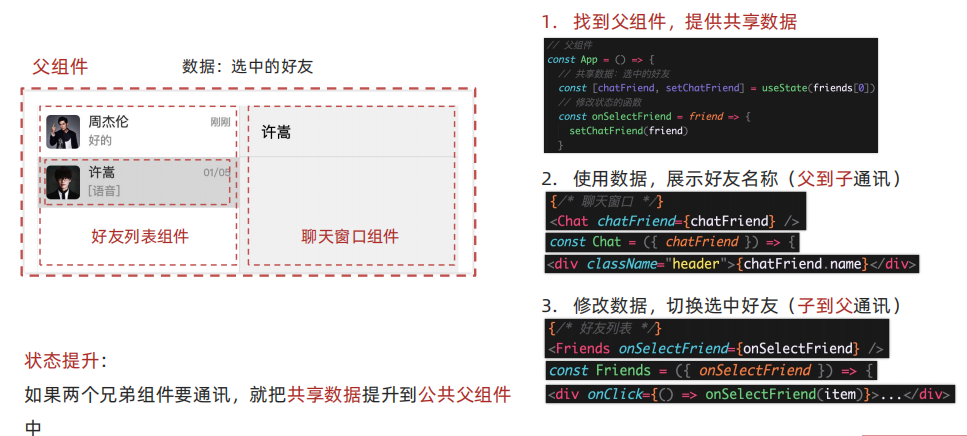 父组件
数据：选中的好友
周杰伦
刚刚
好的
许嵩
01/05
[语音]
好友列表组件
许嵩
聊天窗口组件
状态提升：
如果两个兄弟组件要通讯，就把共享数据提升到公共父组件
中
1. 找到父组件，提供共享数据
// 父组件
const App = () => {
// 共享数据：选中的好友
const [chatFriend, setChatFriend] = useState(friends[0])
// 修改状态的函数
const onSelectFriend = friend => {
setChatFriend(friend)
}
2. 使用数据，展示好友名称（父到子通讯）
{/* 聊天窗口 */}
<Chat chatFriend={chatFriend} />
const Chat = ({ chatFriend }) => {
<div className="header">{chatFriend.name}</div>
3. 修改数据，切换选中好友（子到父通讯）
{/* 好友列表 */}
<Friends onSelectFriend={onSelectFriend} />
const Friends = ({ onSelectFriend }) => {
<div onClick={() => onSelectFriend(item)}>...</div>